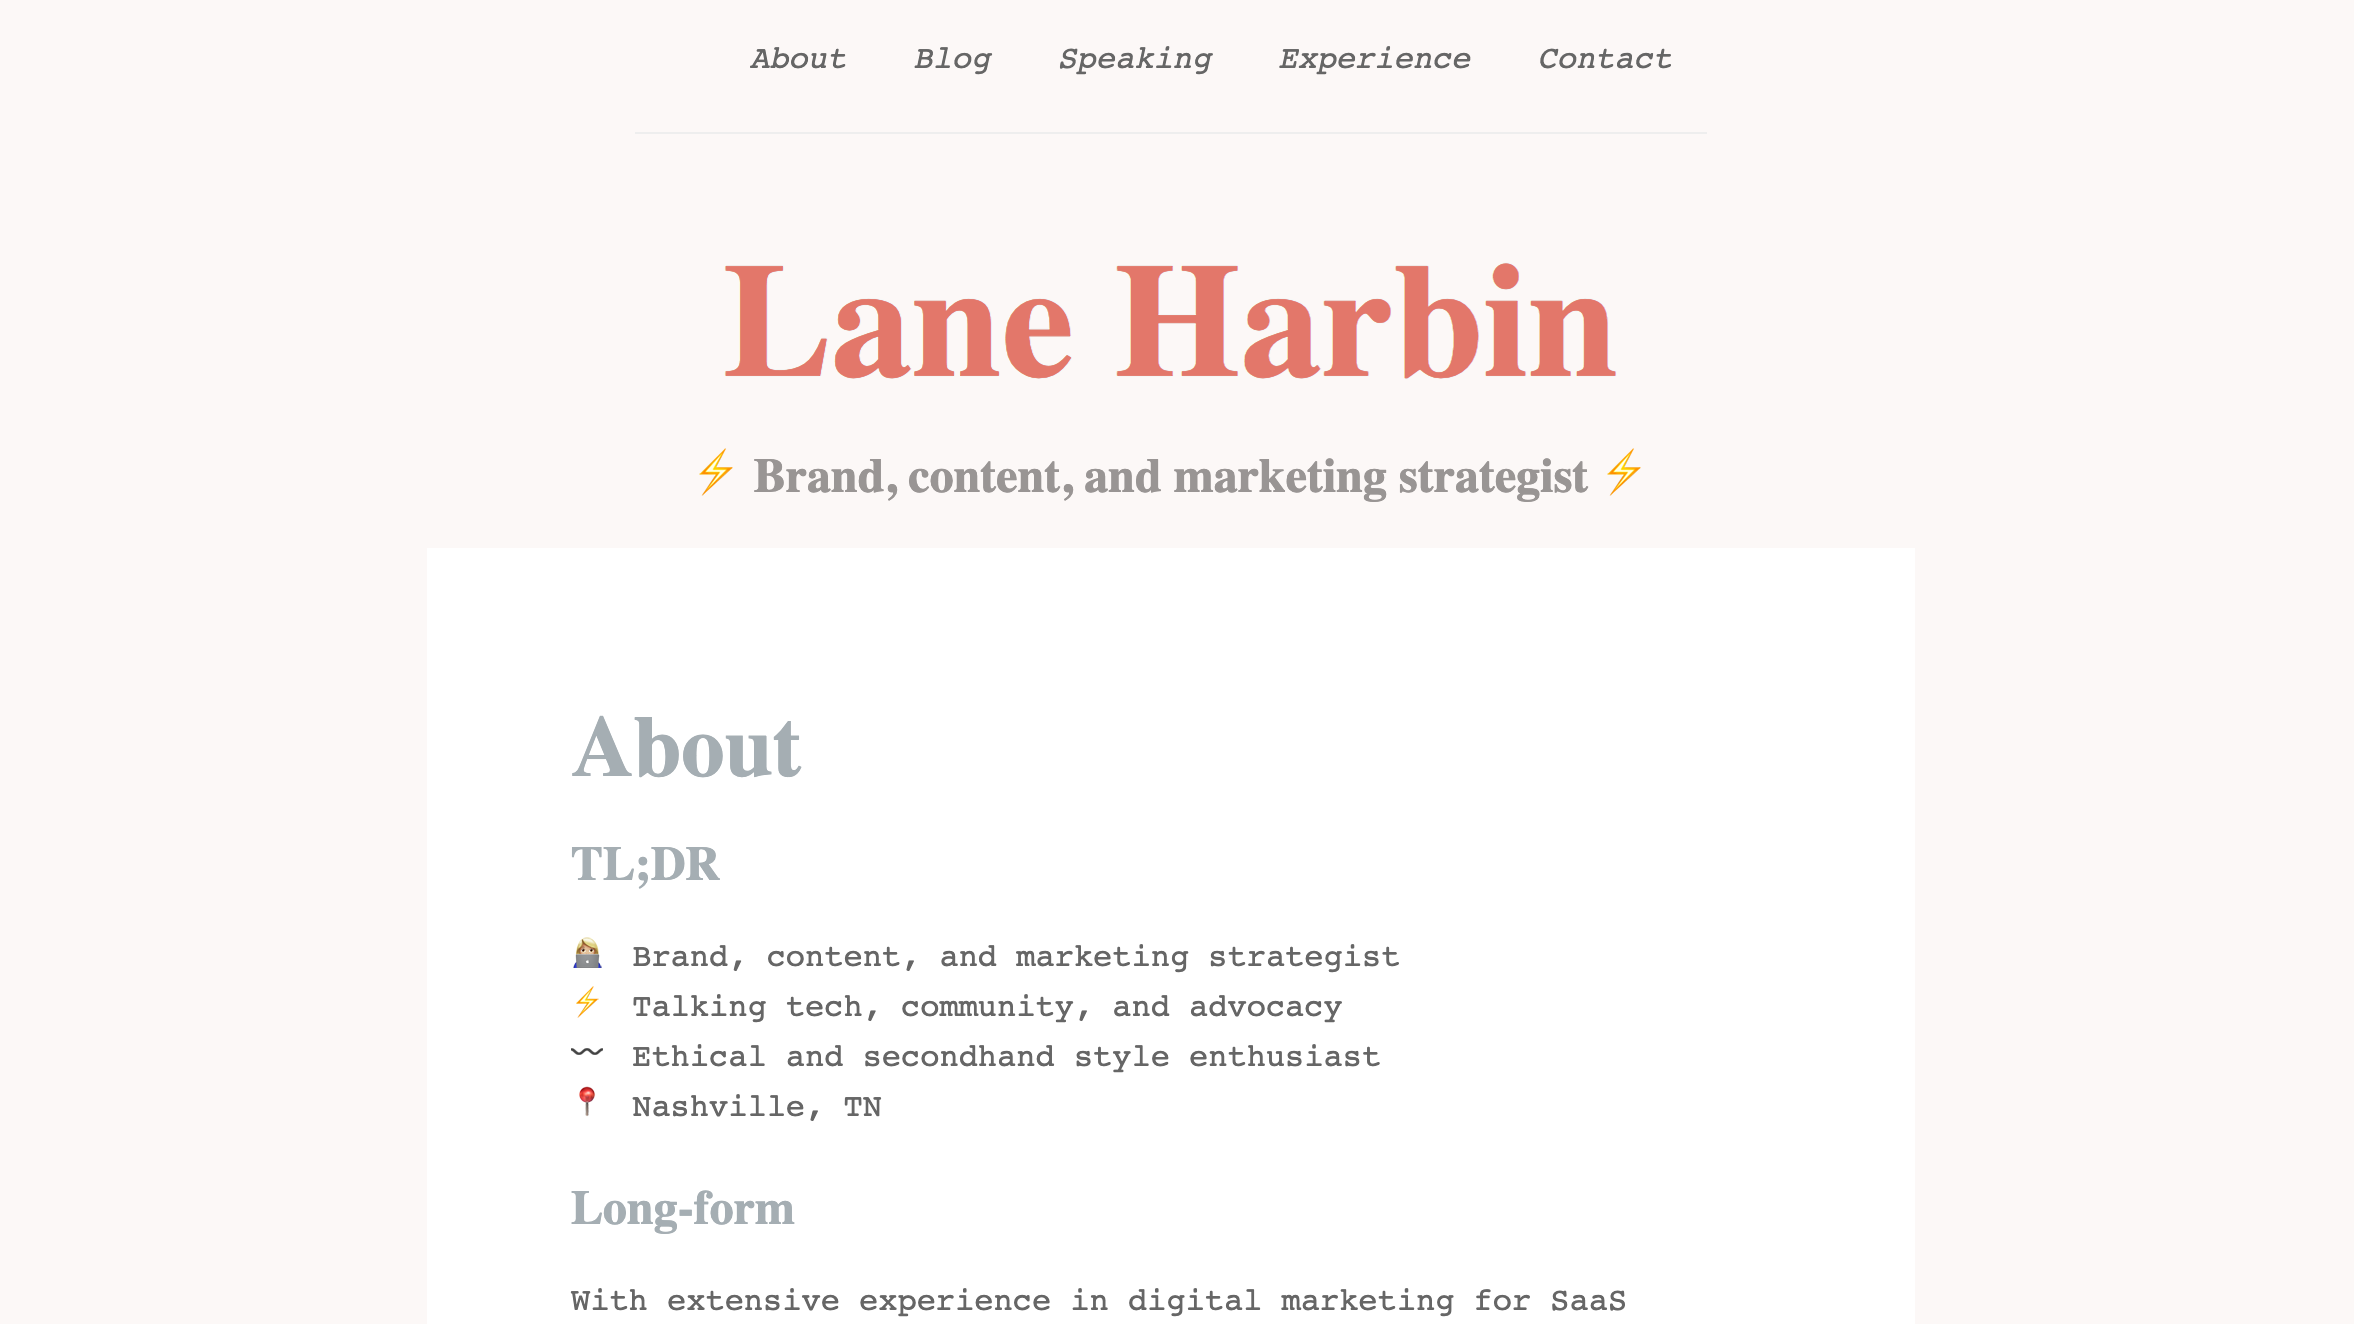 About Blog Speaking Experience Contact
Lane Harbin
⚡ Brand, content, and marketing strategist ⚡
About
TL;DR
👩🏼‍💻 Brand, content, and marketing strategist
⚡ Talking tech, community, and advocacy
〰️ Ethical and secondhand style enthusiast
📍 Nashville, TN
Long-form
With extensive experience in digital marketing for SaaS